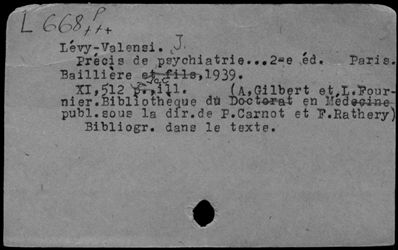 L 668 P
Lévy-Valensi. J.
Précis de psychiatrie...2me éd. Paris.
Baillière et fils,1939.
XI,512 p.,ill. (A.Gilbert et L.Four-
nier.Bibliothèque du Doctorat en Médecine
publ.sous la dir.de P.Carnot et F.Rathery)
Bibliogr. dans le texte.